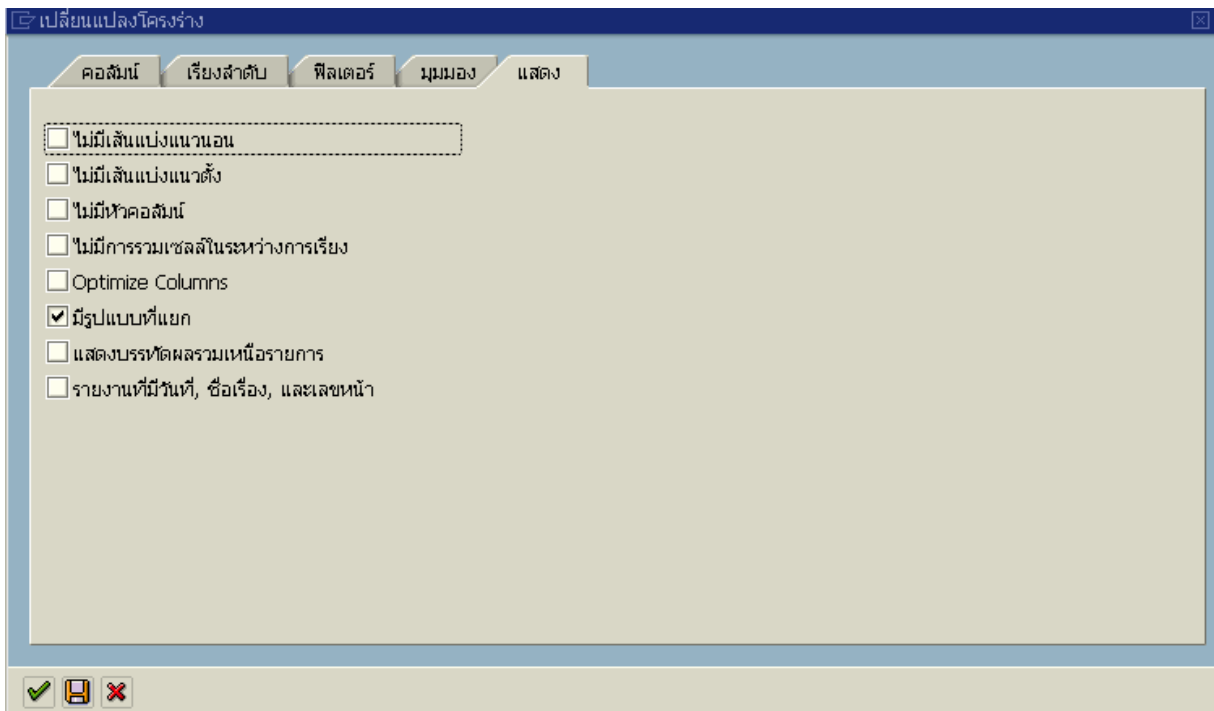 เปลี่ยนแปลงโครงร่าง
คอลัมน์ เรียงลำดับ ฟิลเตอร์ มุมมอง แสดง
ไม่มีเส้นแบ่งแนวนอน
ไม่มีเส้นแบ่งแนวตั้ง
ไม่มีหัวคอลัมน์
ไม่มีการรวมเซลล์ในระหว่างการเรียง
Optimize Columns
มีรูปแบบที่แยก
แสดงบรรทัดผลรวมเหนือรายการ
รายงานที่มีวันที่, ชื่อเรื่อง, และเลขหน้า